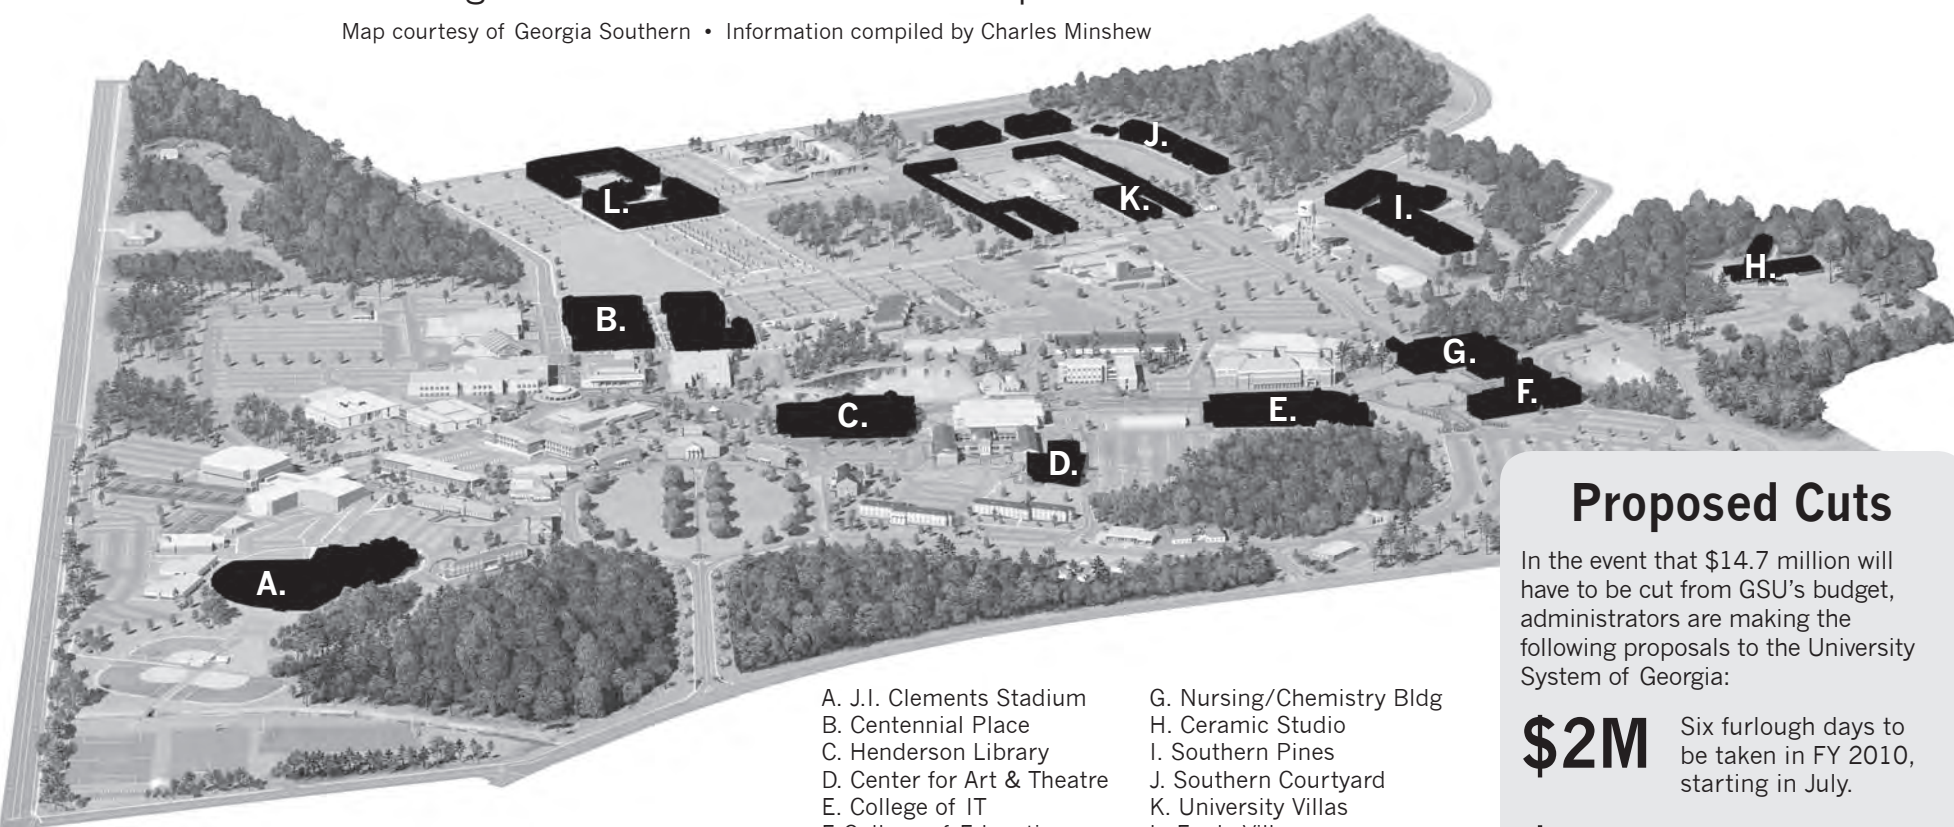 Map courtesy of Georgia Southern • Information compiled by Charles Minshew
J.
L.
K.
I.
H.
B.
G.
F.
C.
E.
D.
A.
Proposed Cuts
In the event that $14.7 million will
have to be cut from GSU's budget,
administrators are making the
following proposals to the University
System of Georgia:
$2M
Six furlough days to
be taken in FY 2010,
starting in July.
A. J.I. Clements Stadium
B. Centennial Place
C. Henderson Library
D. Center for Art & Theatre
E. College of IT
G. Nursing/Chemistry Bldg
H. Ceramic Studio
I. Southern Pines
J. Southern Courtyard
K. University Villas